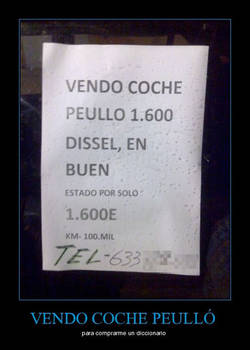 VENDO COCHE
PEULLO 1.600
DISSEL, EN
BUEN
ESTADO POR SOLO
1.600E
KM- 100.MIL
TEL-633
VENDO COCHE PEULLÓ
para comprarme un diccionario